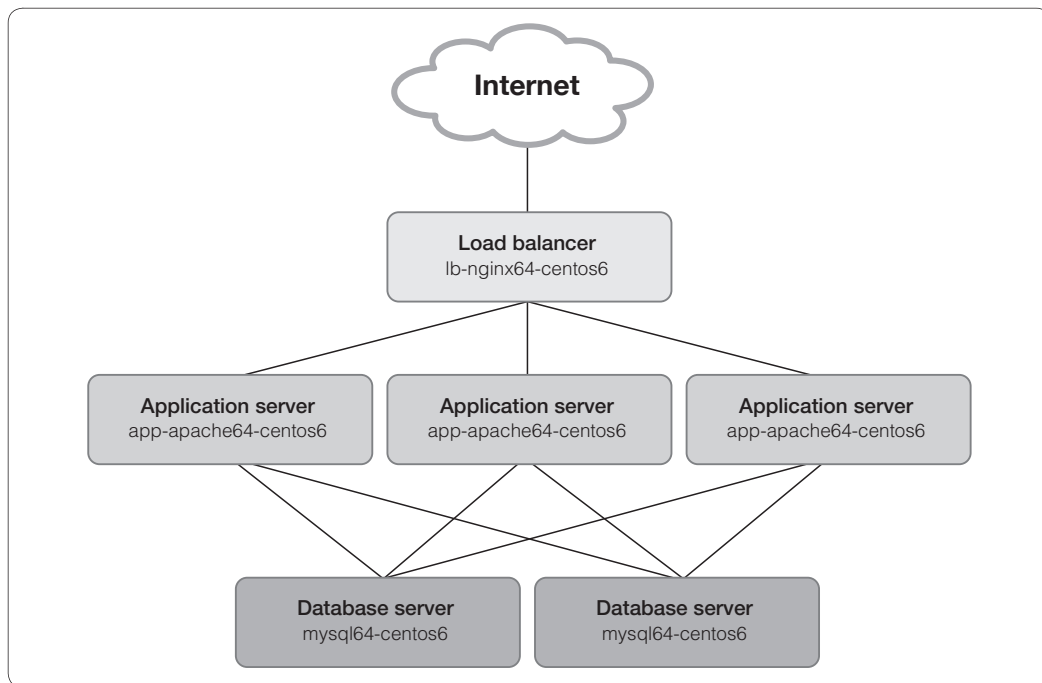 Internet
Load balancer
lb-nginx64-centos6
Application server
app-apache64-centos6
Application server
app-apache64-centos6
Application server
app-apache64-centos6
Database server
mysql64-centos6
Database server
mysql64-centos6